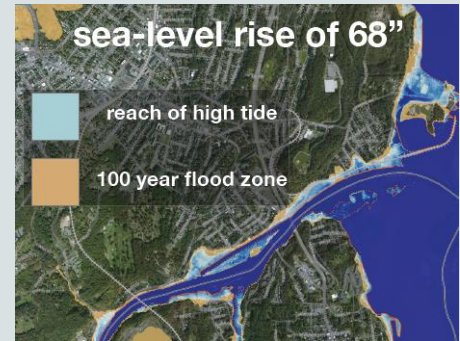 sea-level rise of 68”
reach of high tide
100 year flood zone